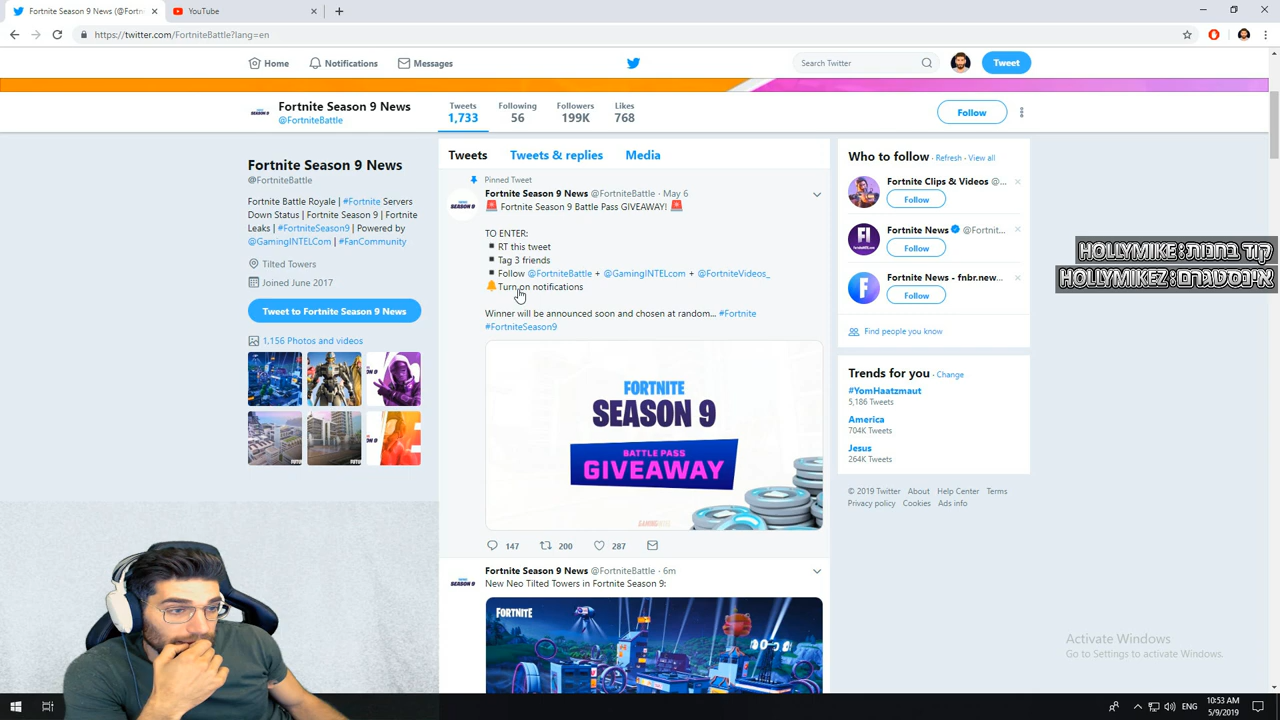 Fortnite Season 9 News (@Fortni
YouTube
https://twitter.com/FortniteBattle?lang=en
Home
Notifications
Messages
Search Twitter
Tweet
Fortnite Season 9 News
@FortniteBattle
Tweets
1,733
Following
56
Followers
199K
Likes
768
Follow
Fortnite Season 9 News
@FortniteBattle
Fortnite Battle Royale | #Fortnite Servers
Down Status | Fortnite Season 9 | Fortnite
Leaks | #FortniteSeason9 | Powered by
@GamingINTELCom | #FanCommunity
Tilted Towers
Joined June 2017
Tweet to Fortnite Season 9 News
1,156 Photos and videos
Tweets
Tweets & replies
Media
Pinned Tweet
Fortnite Season 9 News @FortniteBattle · May 6
🚨 Fortnite Season 9 Battle Pass GIVEAWAY! 🚨
TO ENTER:
▪ RT this tweet
▪ Tag 3 friends
▪ Follow @FortniteBattle + @GamingINTELcom + @FortniteVideos_
🔔Turn on notifications
Winner will be announced soon and chosen at random... #Fortnite
#FortniteSeason9
FORTNITE
SEASON 9
BATTLE PASS
GIVEAWAY
147
200
287
Fortnite Season 9 News @FortniteBattle · 6m
New Neo Tilted Towers in Fortnite Season 9:
FORTNITE
Who to follow · Refresh · View all
Fortnite Clips & Videos @...
Follow
Fortnite News @Fortnit...
Follow
Fortnite News - fnbr.new...
Follow
Find people you know
Trends for you · Change
#YomHaatzmaut
5,186 Tweets
America
704K Tweets
Jesus
264K Tweets
© 2019 Twitter About Help Center Terms
Privacy policy Cookies Ads info
קוד בחנות: HOLLYMIKE
אינסטגרם: HOLLYMIKEZ
Activate Windows
Go to Settings to activate Windows.
ENG
10:53 AM
5/9/2019